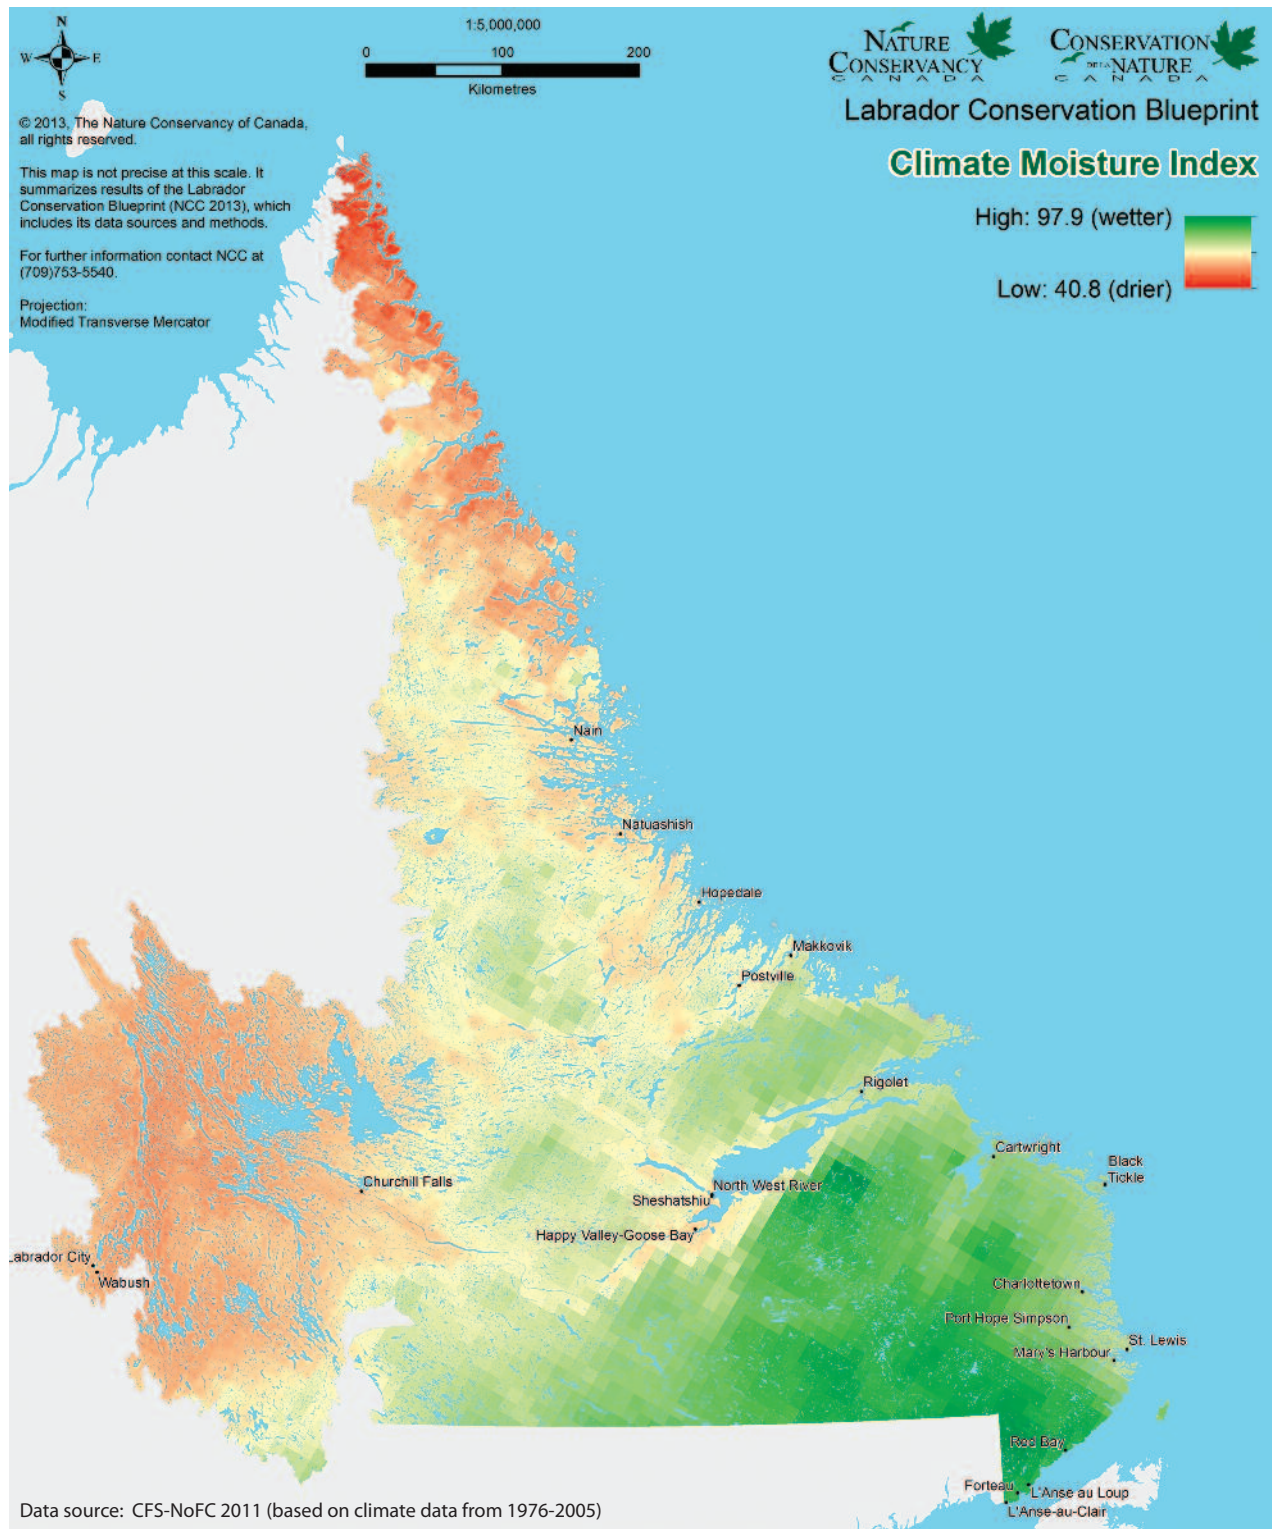 N
W E
S
1:5,000,000
0 100 200
Kilometres
NATURE
CONSERVANCY
CANADA
CONSERVATION
DE LA NATURE
CANADA
Labrador Conservation Blueprint
Climate Moisture Index
High: 97.9 (wetter)
Low: 40.8 (drier)
© 2013, The Nature Conservancy of Canada,
all rights reserved.
This map is not precise at this scale. It
summarizes results of the Labrador
Conservation Blueprint (NCC 2013), which
includes its data sources and methods.
For further information contact NCC at
(709)753-5540.
Projection:
Modified Transverse Mercator
Nain
Natuashish
Hopedale
Makkovik
Postville
Rigolet
Cartwright
Black
Tickle
Churchill Falls
North West River
Sheshatshiu
Happy Valley-Goose Bay
Labrador City
Wabush
Charlottetown
Port Hope Simpson
St. Lewis
Mary's Harbour
Red Bay
Forteau
L'Anse au Loup
L'Anse-au-Clair
Data source: CFS-NoFC 2011 (based on climate data from 1976-2005)